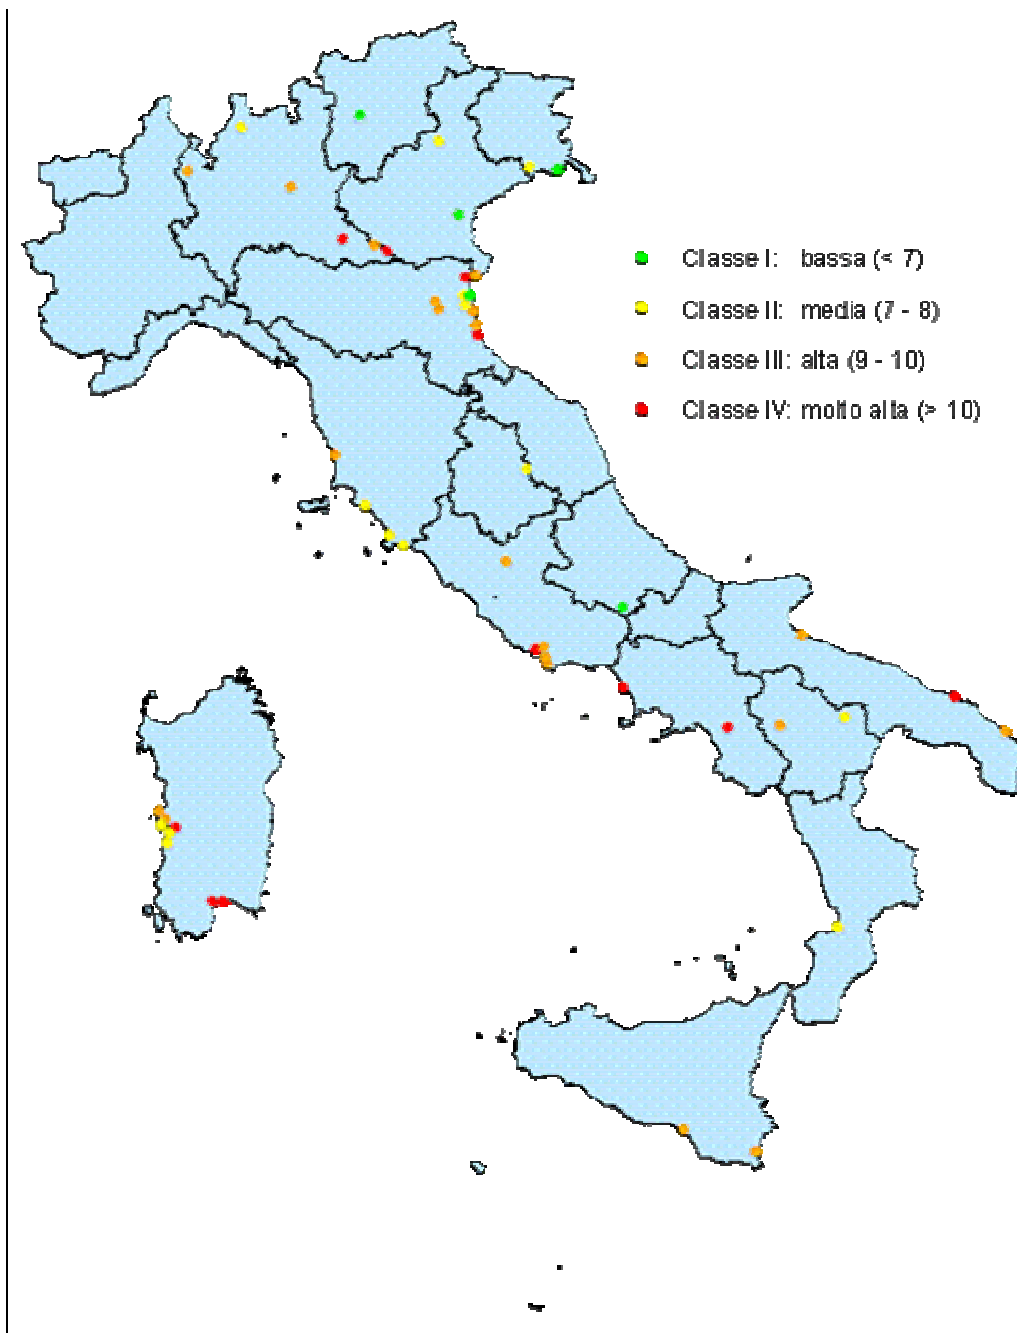 Classe I: bassa (< 7)
Classe II: media (7 - 8)
Classe III: alta (9 - 10)
Classe IV: molto alta (> 10)